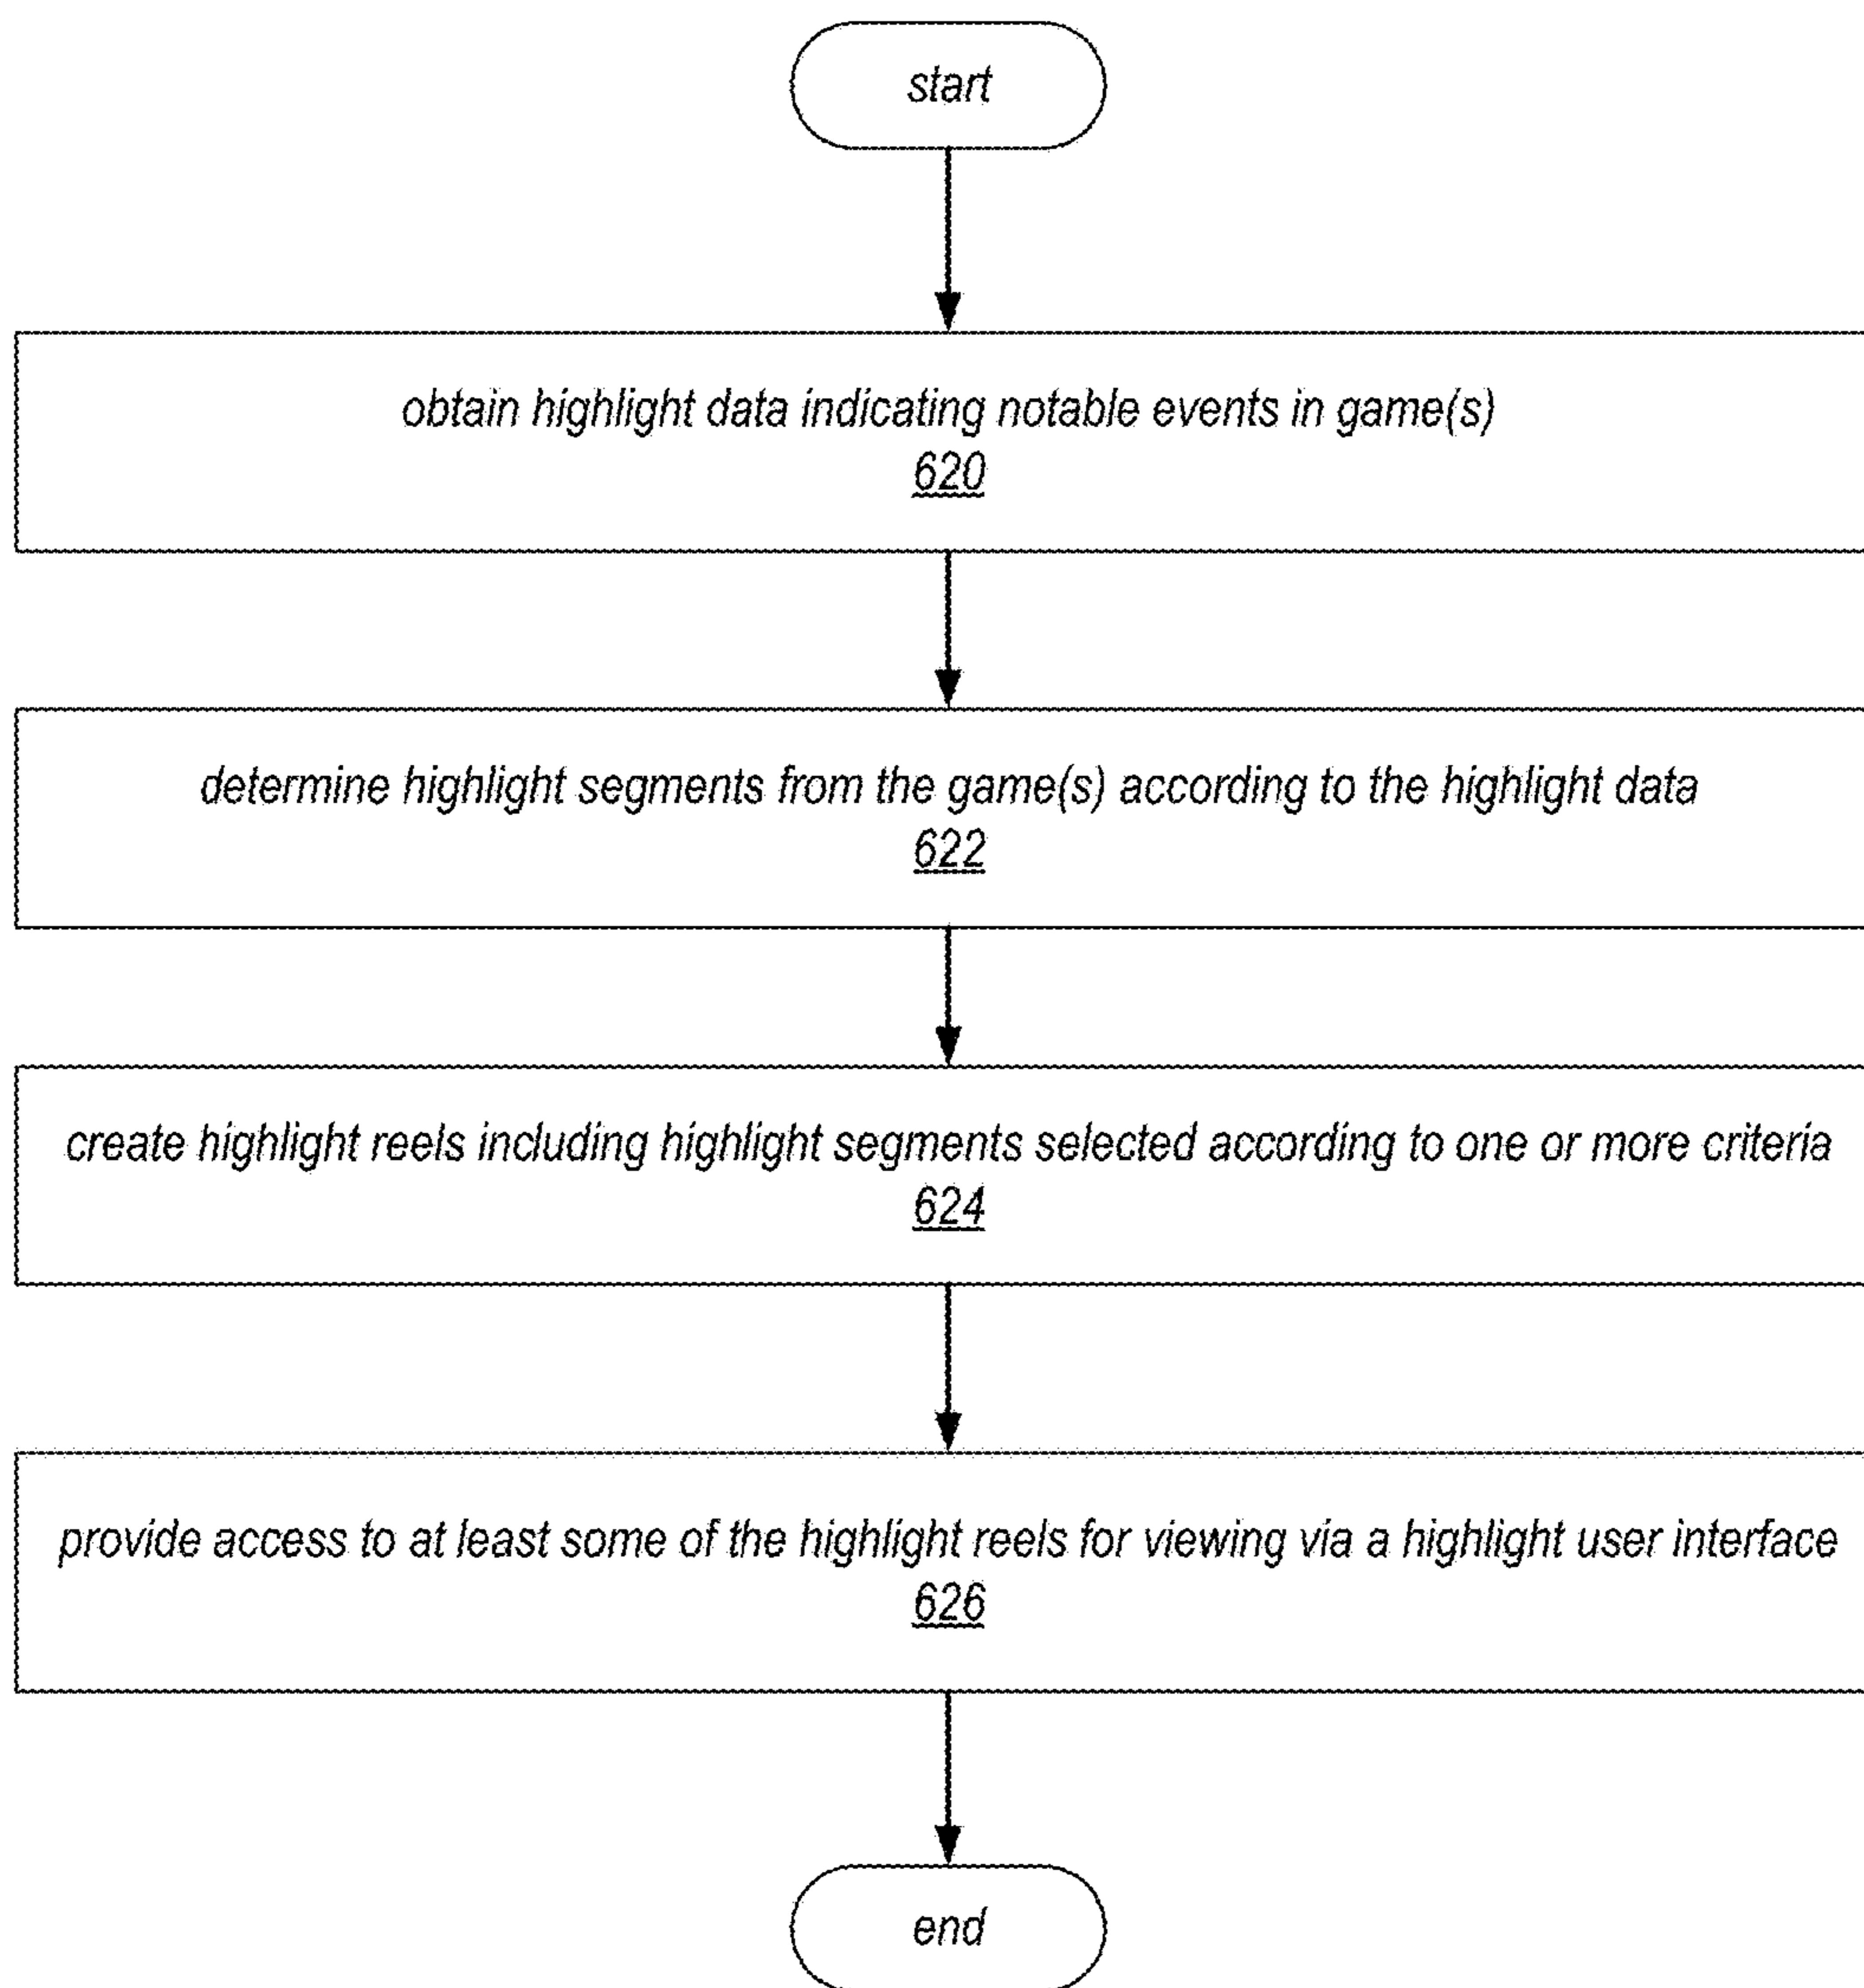 start
obtain highlight data indicating notable events in game(s)
620
determine highlight segments from the game(s) according to the highlight data
622
create highlight reels including highlight segments selected according to one or more criteria
624
provide access to at least some of the highlight reels for viewing via a highlight user interface
626
end